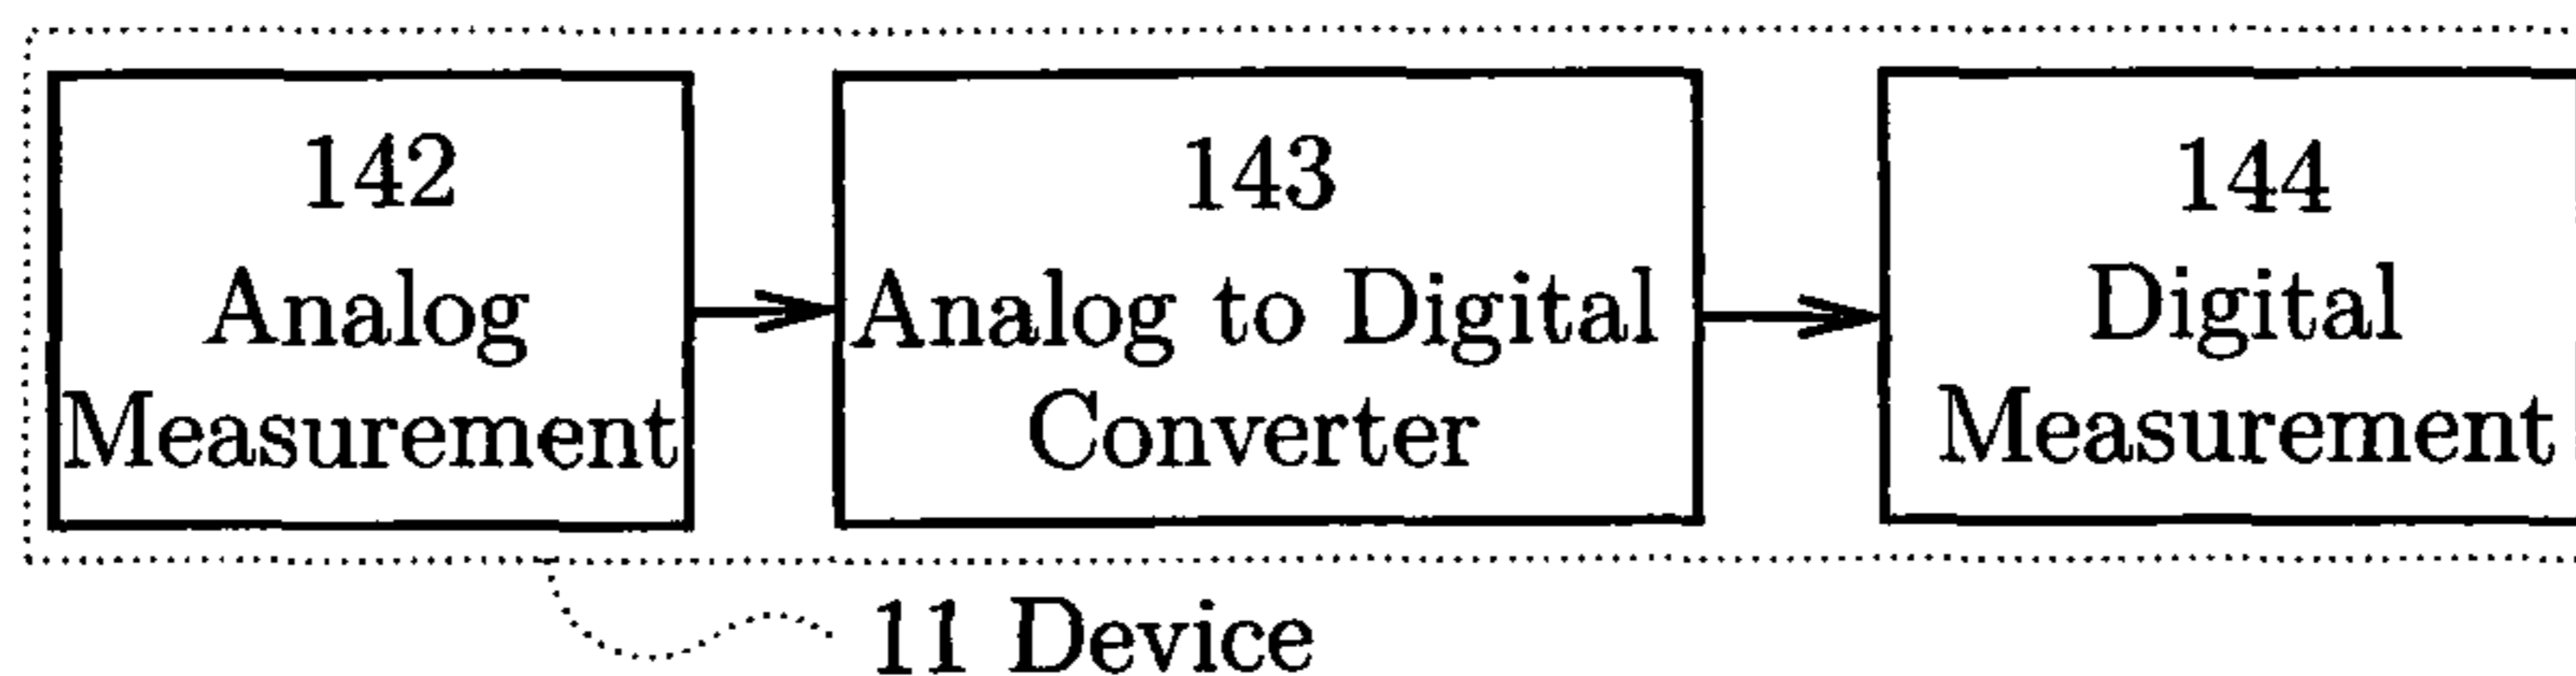 142
Analog
Measurement
143
Analog to Digital
Converter
144
Digital
Measurement
11 Device